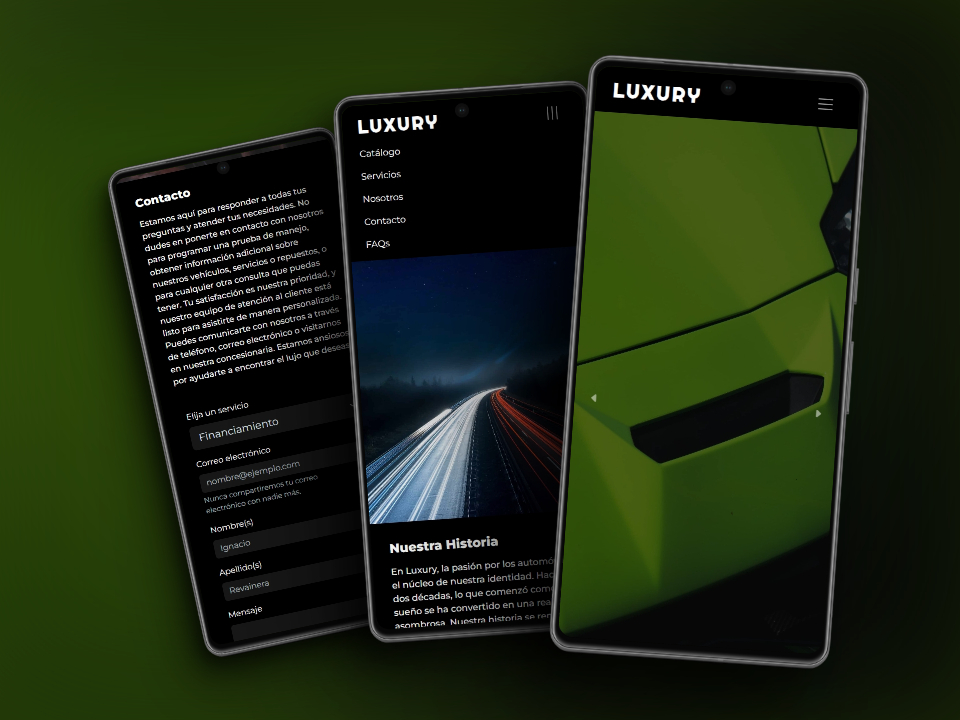 Contacto
Estamos aquí para responder a todas tus
preguntas y atender tus necesidades. No
dudes en ponerte en contacto con nosotros
para programar una prueba de manejo,
obtener información adicional sobre
nuestros vehículos, servicios o repuestos, o
para cualquier otra consulta que puedas
tener. Tu satisfacción es nuestra prioridad, y
nuestro equipo de atención al cliente está
listo para asistirte de manera personalizada.
Puedes comunicarte con nosotros a través
de teléfono, correo electrónico o visitarnos
en nuestra concesionaria. Estamos ansiosos
por ayudarte a encontrar el lujo que deseas
Elija un servicio
Financiamiento
Correo electrónico
nombre@ejemplo.com
Nunca compartiremos tu correo
electrónico con nadie más.
Nombre(s)
Ignacio
Apellido(s)
Revainera
Mensaje
LUXURY
Catálogo
Servicios
Nosotros
Contacto
FAQs
Nuestra Historia
En Luxury, la pasión por los automó
el núcleo de nuestra identidad. Hac
dos décadas, lo que comenzó com
sueño se ha convertido en una rea
asombrosa. Nuestra historia se re
LUXURY